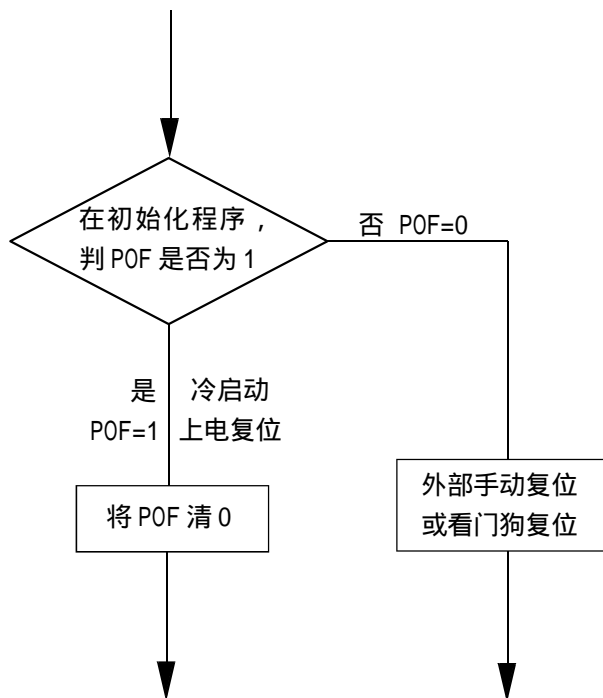 在初始化程序，
判 POF 是否为 1
否 POF=0
是 冷启动
POF=1 上电复位
将 POF 清 0
外部手动复位
或看门狗复位